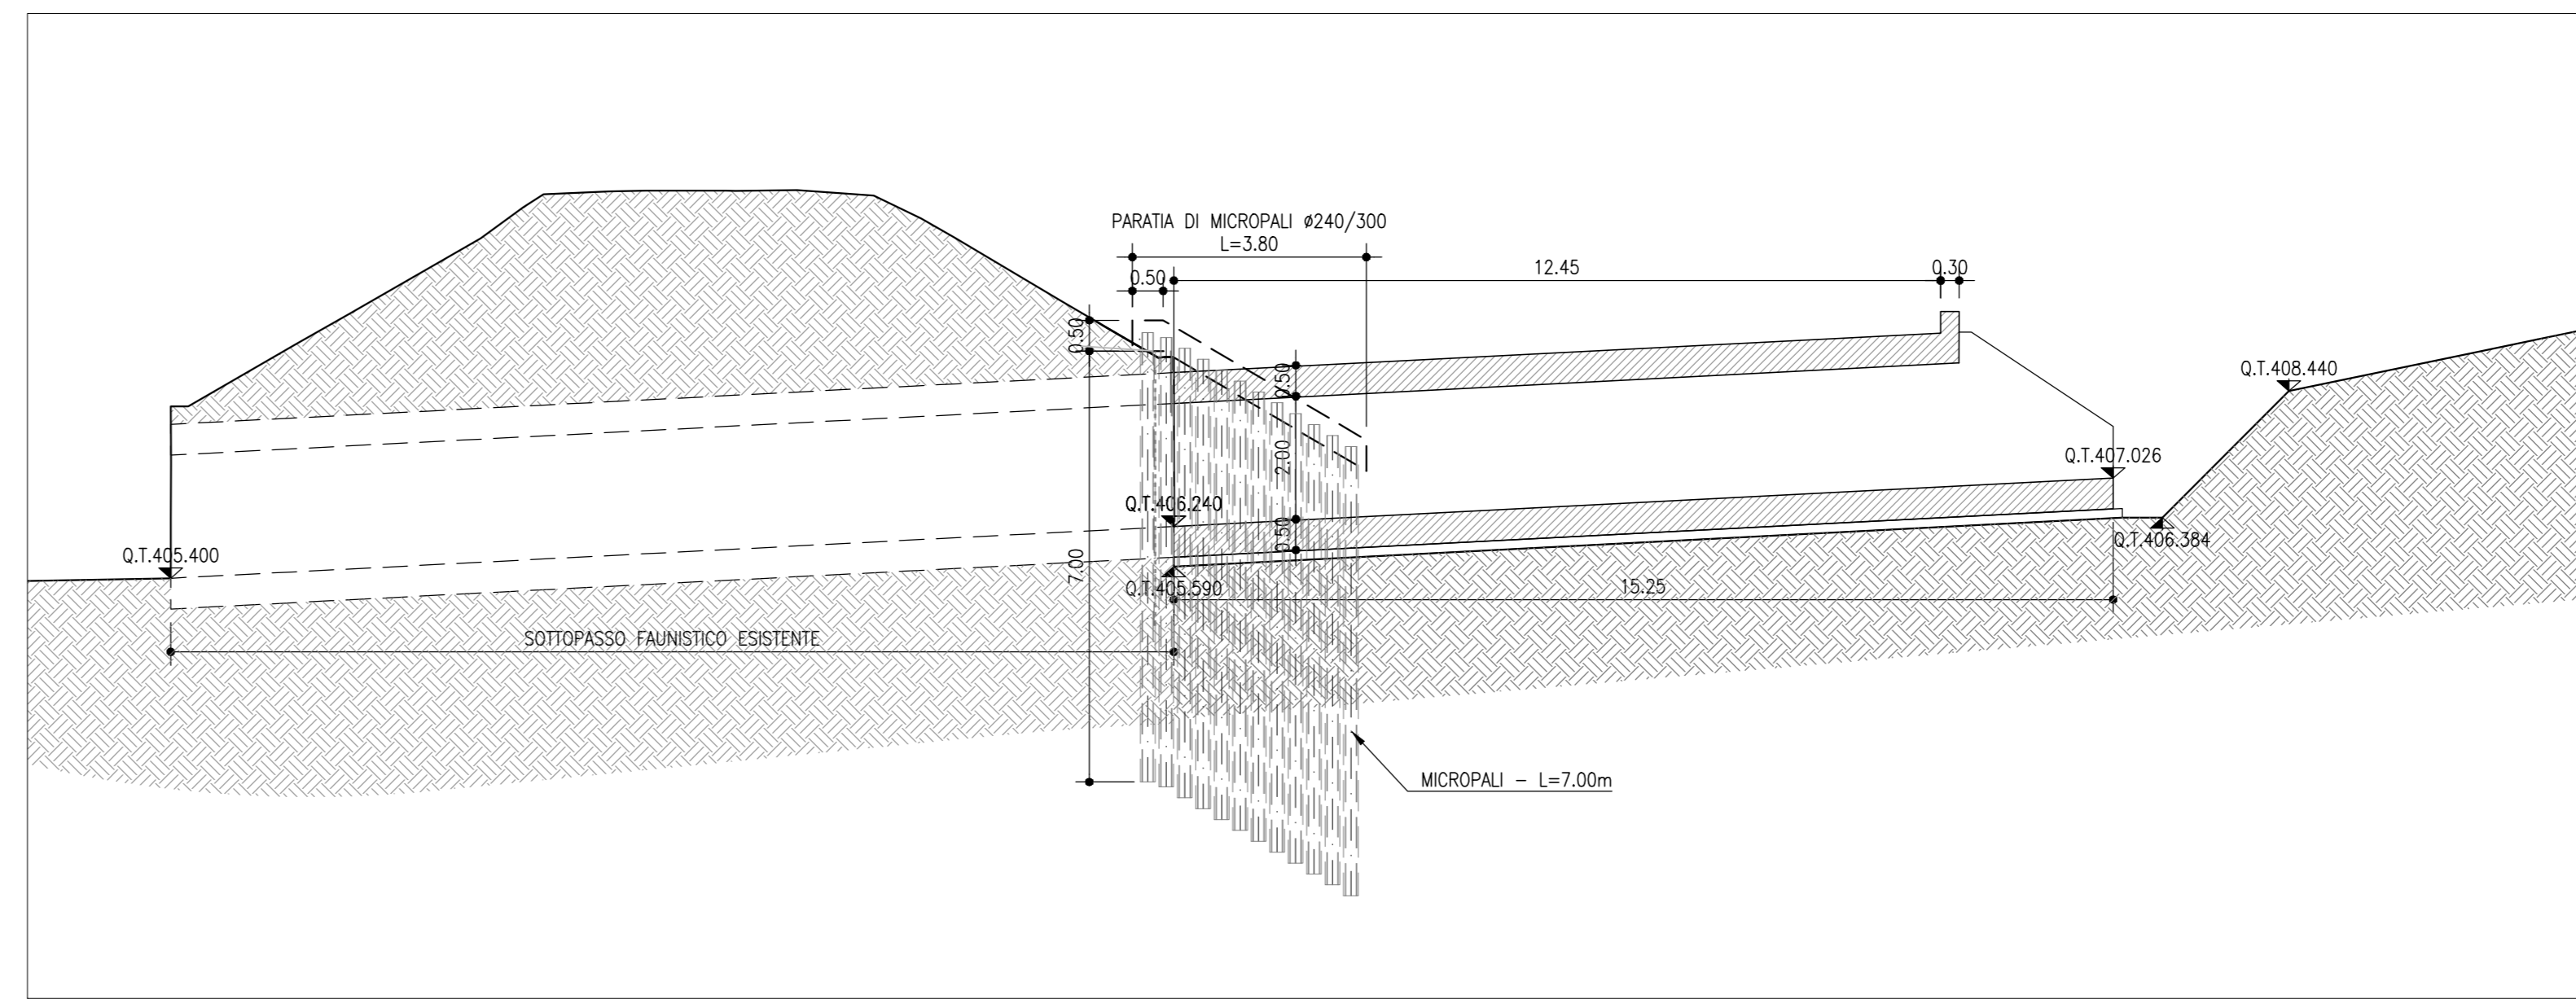 PARATIA DI MICROPALI ø240/300
L=3.80
0.50
12.45
0.30
0.50
0.50
2.00
0.50
7.00
Q.T.408.440
Q.T.407.026
Q.T.406.240
Q.T.406.384
Q.T.405.400
Q.T.405.590
15.25
SOTTOPASSO FAUNISTICO ESISTENTE
MICROPALI - L=7.00m